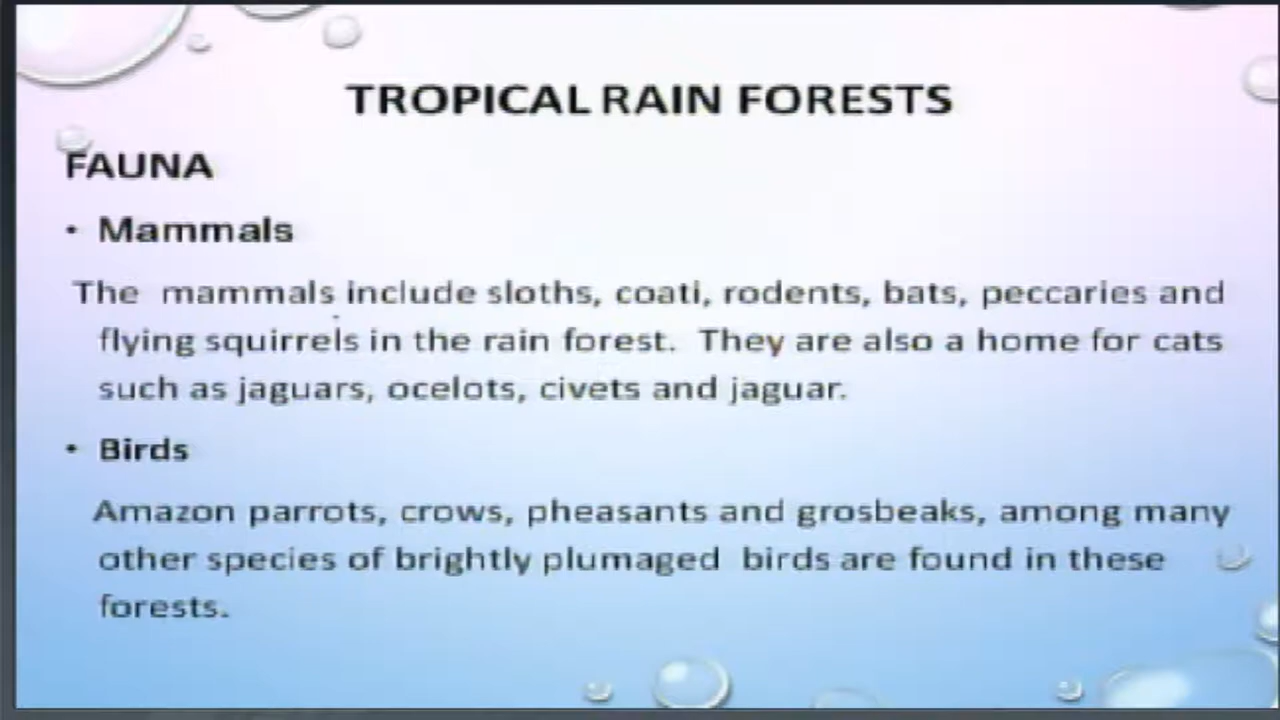 TROPICAL RAIN FORESTS
FAUNA
• Mammals
The mammals include sloths, coati, rodents, bats, peccaries and
flying squirrels in the rain forest. They are also a home for cats
such as jaguars, ocelots, civets and jaguar.
• Birds
Amazon parrots, crows, pheasants and grosbeaks, among many
other species of brightly plumaged birds are found in these
forests.